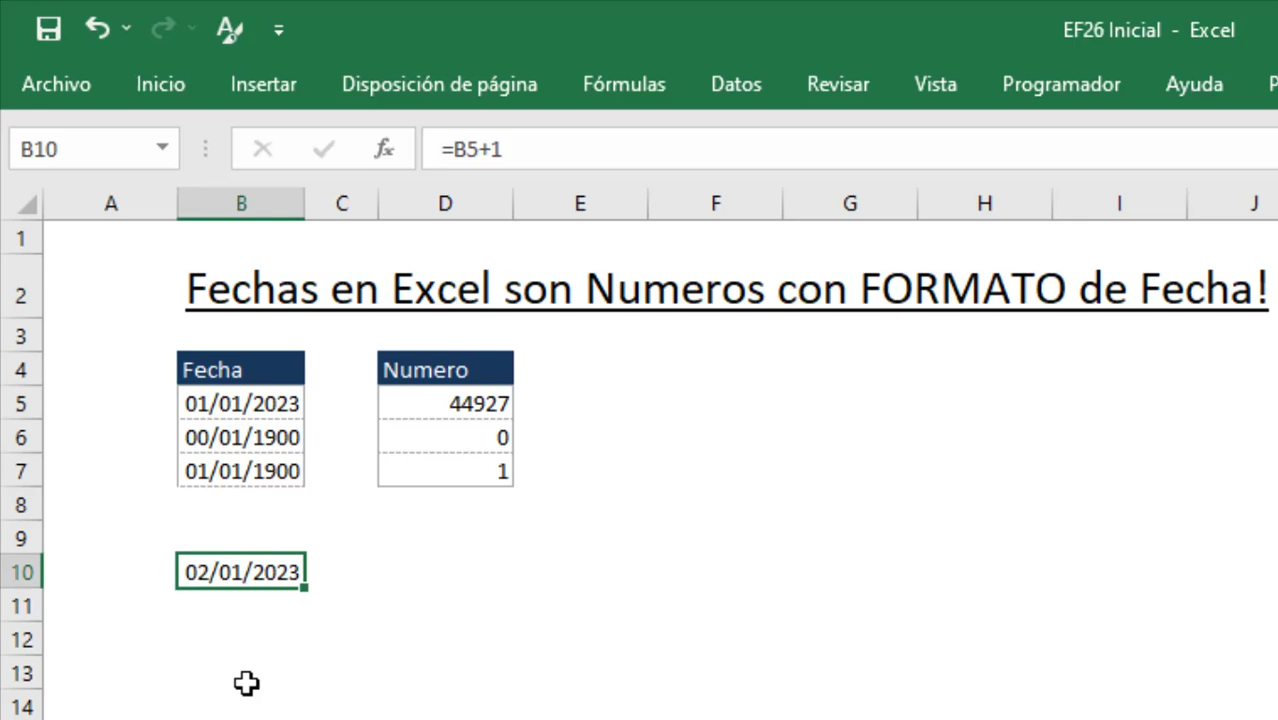 EF26 Inicial - Excel
Archivo Inicio Insertar Disposición de página Fórmulas Datos Revisar Vista Programador Ayuda P
B10 fx =B5+1
A B C D E F G H I J
1
2 Fechas en Excel son Numeros con FORMATO de Fecha!
3
4 Fecha Numero
5 01/01/2023 44927
6 00/01/1900 0
7 01/01/1900 1
8
9
10 02/01/2023
11
12
13
14